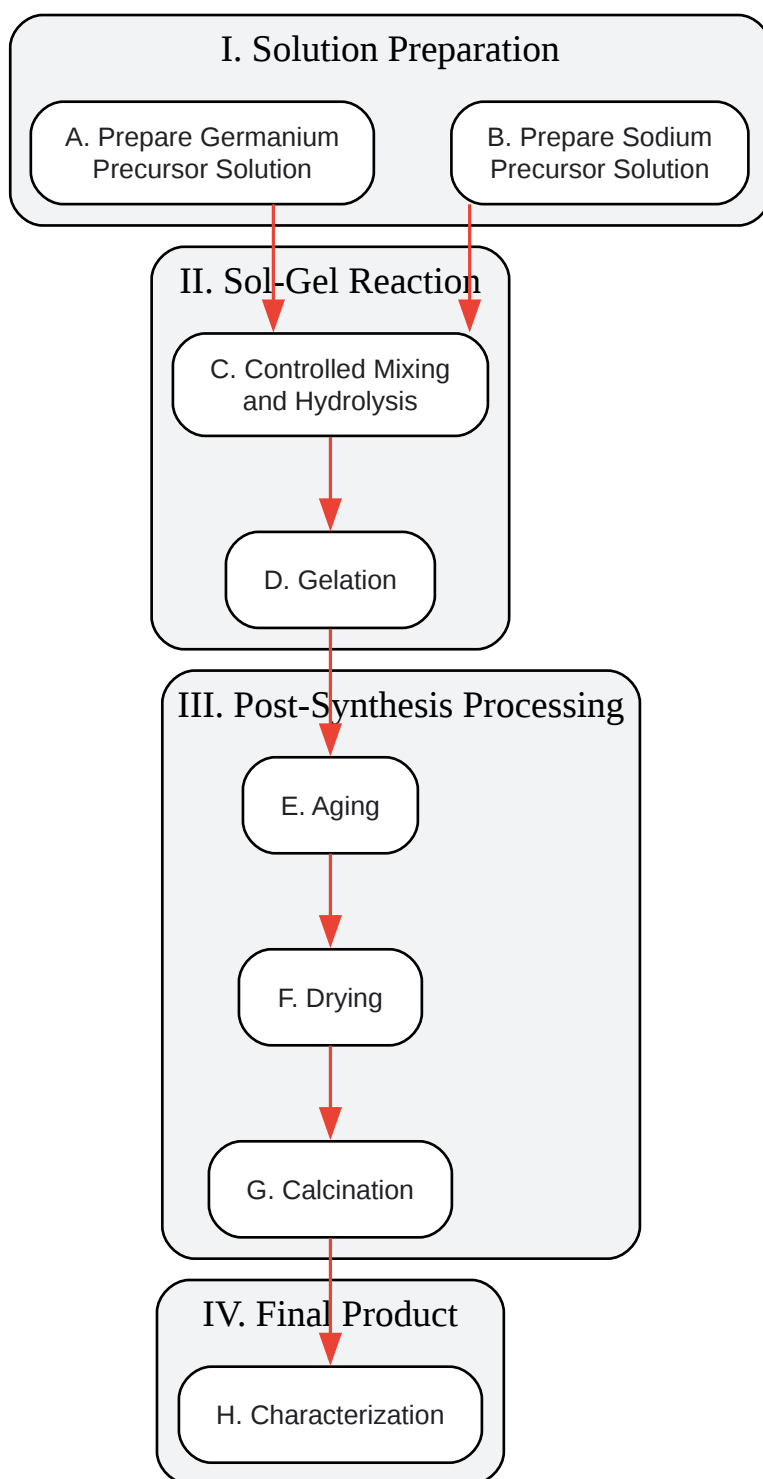 I. Solution Preparation
A. Prepare Germanium
Precursor Solution
B. Prepare Sodium
Precursor Solution
II. Sol-Gel Reaction
C. Controlled Mixing
and Hydrolysis
D. Gelation
III. Post-Synthesis Processing
E. Aging
F. Drying
G. Calcination
IV. Final Product
H. Characterization